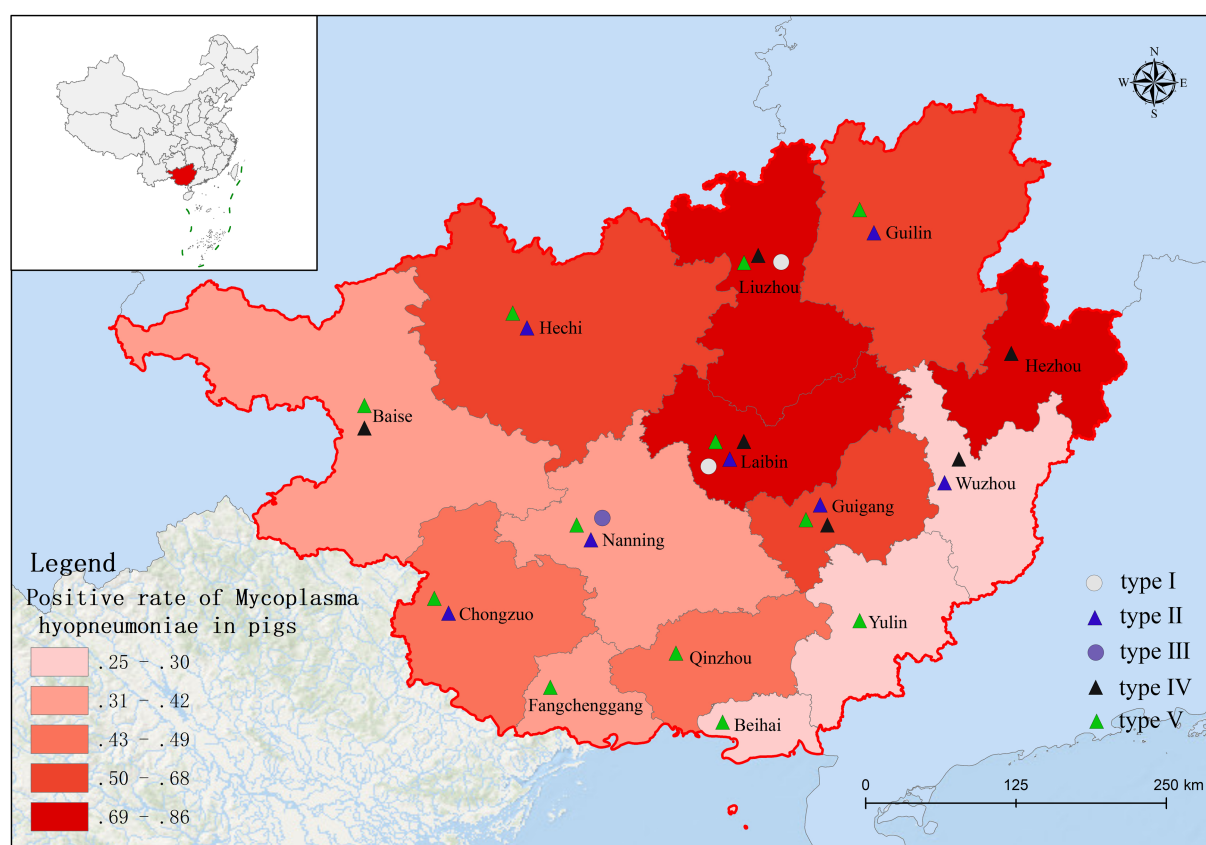 N
W E
S
Guilin
Liuzhou
Hechi
Hezhou
Baise
Laibin
Wuzhou
Guigang
Nanning
Chongzuo
Yulin
Qinzhou
Fangchenggang
Beihai
Legend
Positive rate of Mycoplasma
hyopneumoniae in pigs
.25 - .30
.31 - .42
.43 - .49
.50 - .68
.69 - .86
type I
type II
type III
type IV
type V
0 125 250 km